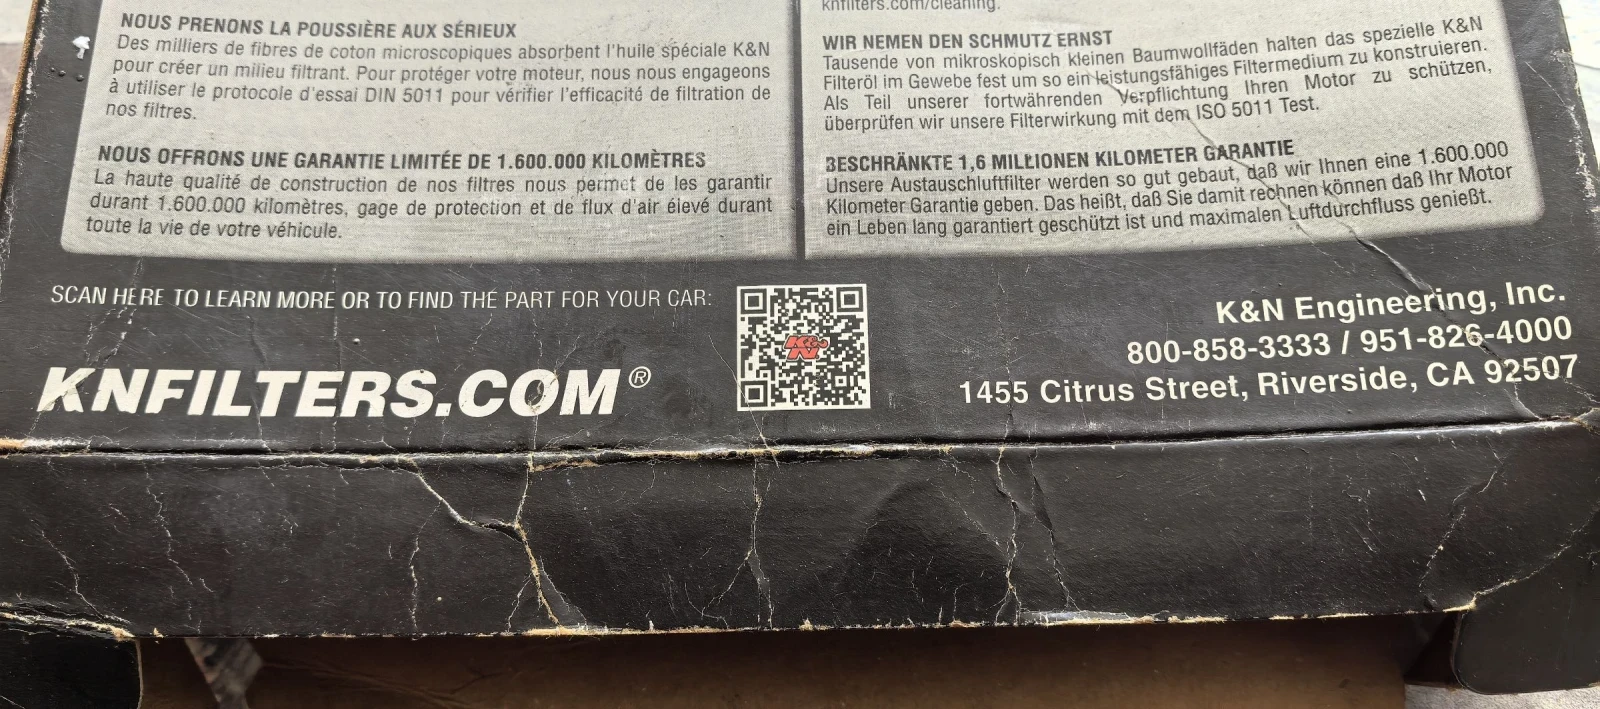 NOUS PRENONS LA POUSSIÈRE AUX SÉRIEUX
Des milliers de fibres de coton microscopiques absorbent l'huile spéciale K&N
pour créer un milieu filtrant. Pour protéger votre moteur, nous nous engageons
à utiliser le protocole d'essai DIN 5011 pour vérifier l'efficacité de filtration de
nos filtres.
NOUS OFFRONS UNE GARANTIE LIMITÉE DE 1.600.000 KILOMÈTRES
La haute qualité de construction de nos filtres nous permet de les garantir
durant 1.600.000 kilomètres, gage de protection et de flux d'air élevé durant
toute la vie de votre véhicule.
knfilters.com/cleaning.
WIR NEMEN DEN SCHMUTZ ERNST
Tausende von mikroskopisch kleinen Baumwollfäden halten das spezielle K&N
Filteröl im Gewebe fest um so ein leistungsfähiges Filtermedium zu konstruieren.
Als Teil unserer fortwährenden Verpflichtung Ihren Motor zu schützen,
überprüfen wir unsere Filterwirkung mit dem ISO 5011 Test.
BESCHRÄNKTE 1,6 MILLIONEN KILOMETER GARANTIE
Unsere Austauschluftfilter werden so gut gebaut, daß wir Ihnen eine 1.600.000
Kilometer Garantie geben. Das heißt, daß Sie damit rechnen können daß Ihr Motor
ein Leben lang garantiert geschützt ist und maximalen Luftdurchfluss genießt.
SCAN HERE TO LEARN MORE OR TO FIND THE PART FOR YOUR CAR:
KNFILTERS.COM®
K&N
K&N Engineering, Inc.
800-858-3333 / 951-826-4000
1455 Citrus Street, Riverside, CA 92507